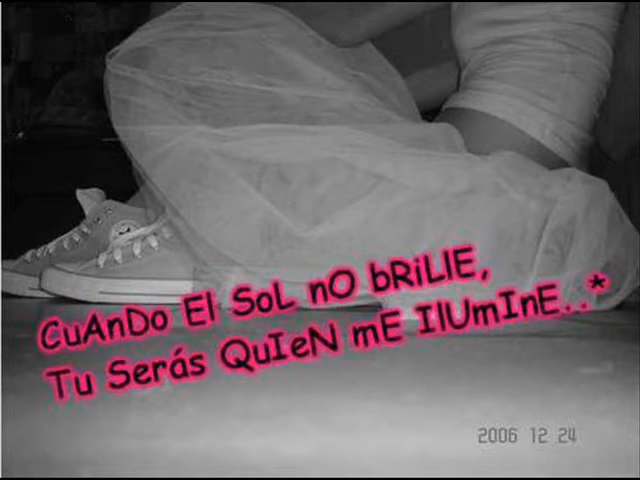 CuAnDo El SoL nO bRiLlE,
Tu Serás QuIeN mE IlUmInE..*
2006 12 24